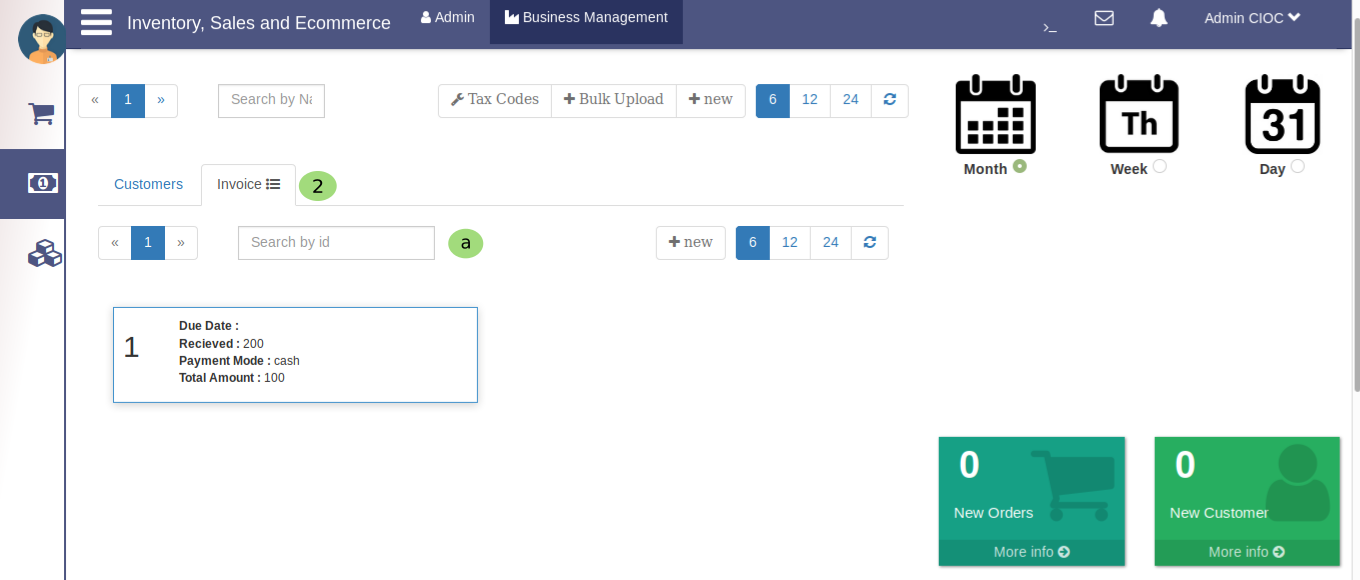 Inventory, Sales and Ecommerce
Admin
Business Management
>_
Admin CIOC
« 1 »
Search by Na
Tax Codes
Bulk Upload
new
6 12 24
Th
31
Month
Week
Day
1
Customers
Invoice
2
« 1 »
Search by id
a
new
6 12 24
1
Due Date :
Recieved : 200
Payment Mode : cash
Total Amount : 100
0
New Orders
More info
0
New Customer
More info